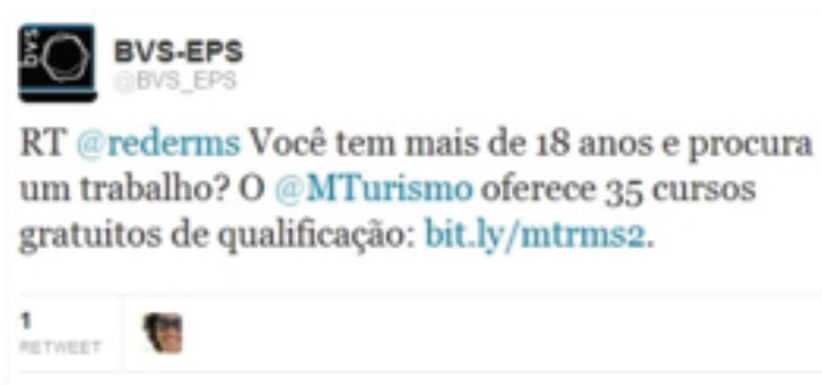 bvs
BVS-EPS
@BVS_EPS
RT @rederms Você tem mais de 18 anos e procura
um trabalho? O @MTurismo oferece 35 cursos
gratuitos de qualificação: bit.ly/mtrms2.
1
RETWEET